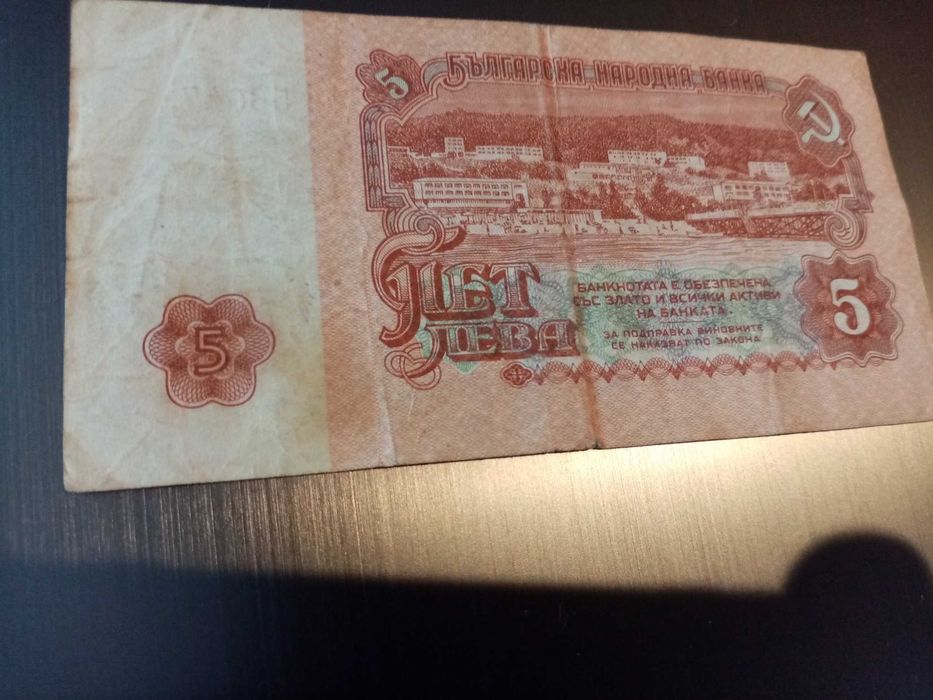 5
БЪЛГАРСКА НАРОДНА БАНКА
ПЕТ
ЛЕВА
БАНКНОТАТА Е ОБЕЗПЕЧЕНА
СЪС ЗЛАТО И ВСИЧКИ АКТИВИ
НА БАНКАТА.
ЗА ПОДПРАВКА ВИНОВНИТЕ
СЕ НАКАЗВАТ ПО ЗАКОНА
5
5